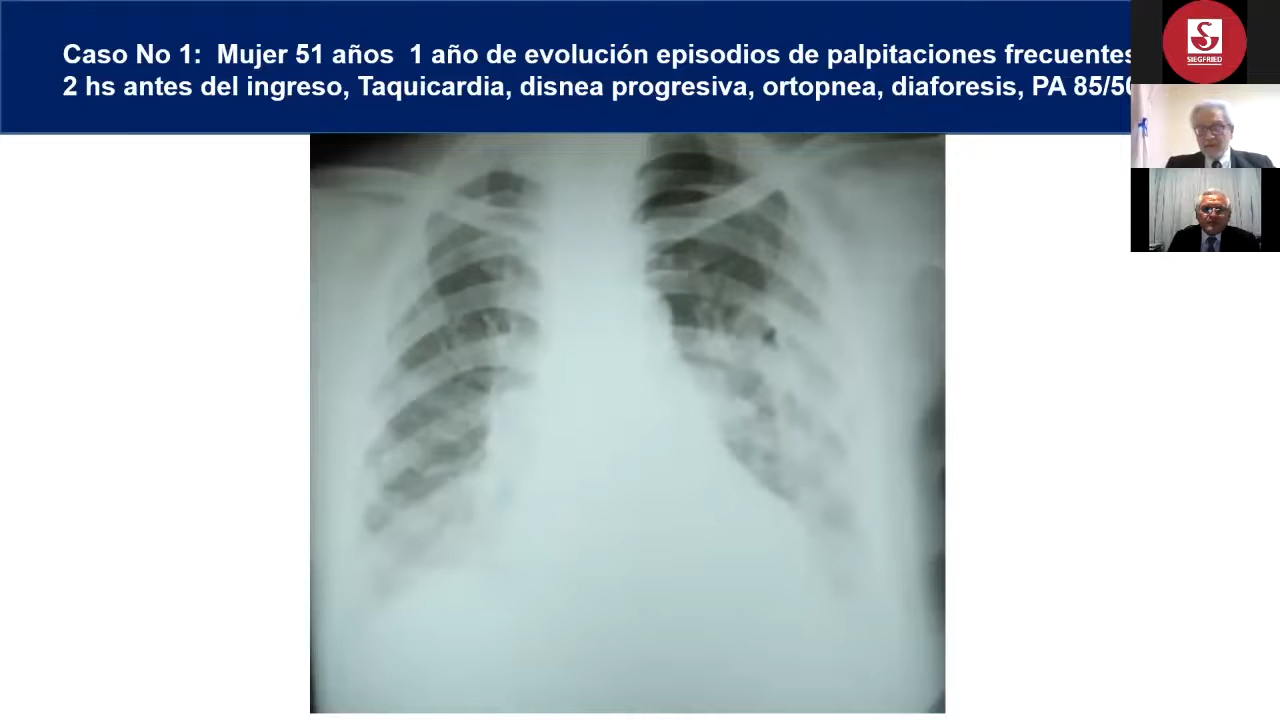 Caso No 1:  Mujer 51 años  1 año de evolución episodios de palpitaciones frecuentes
2 hs antes del ingreso, Taquicardia, disnea progresiva, ortopnea, diaforesis, PA 85/50
SIEGFRIED